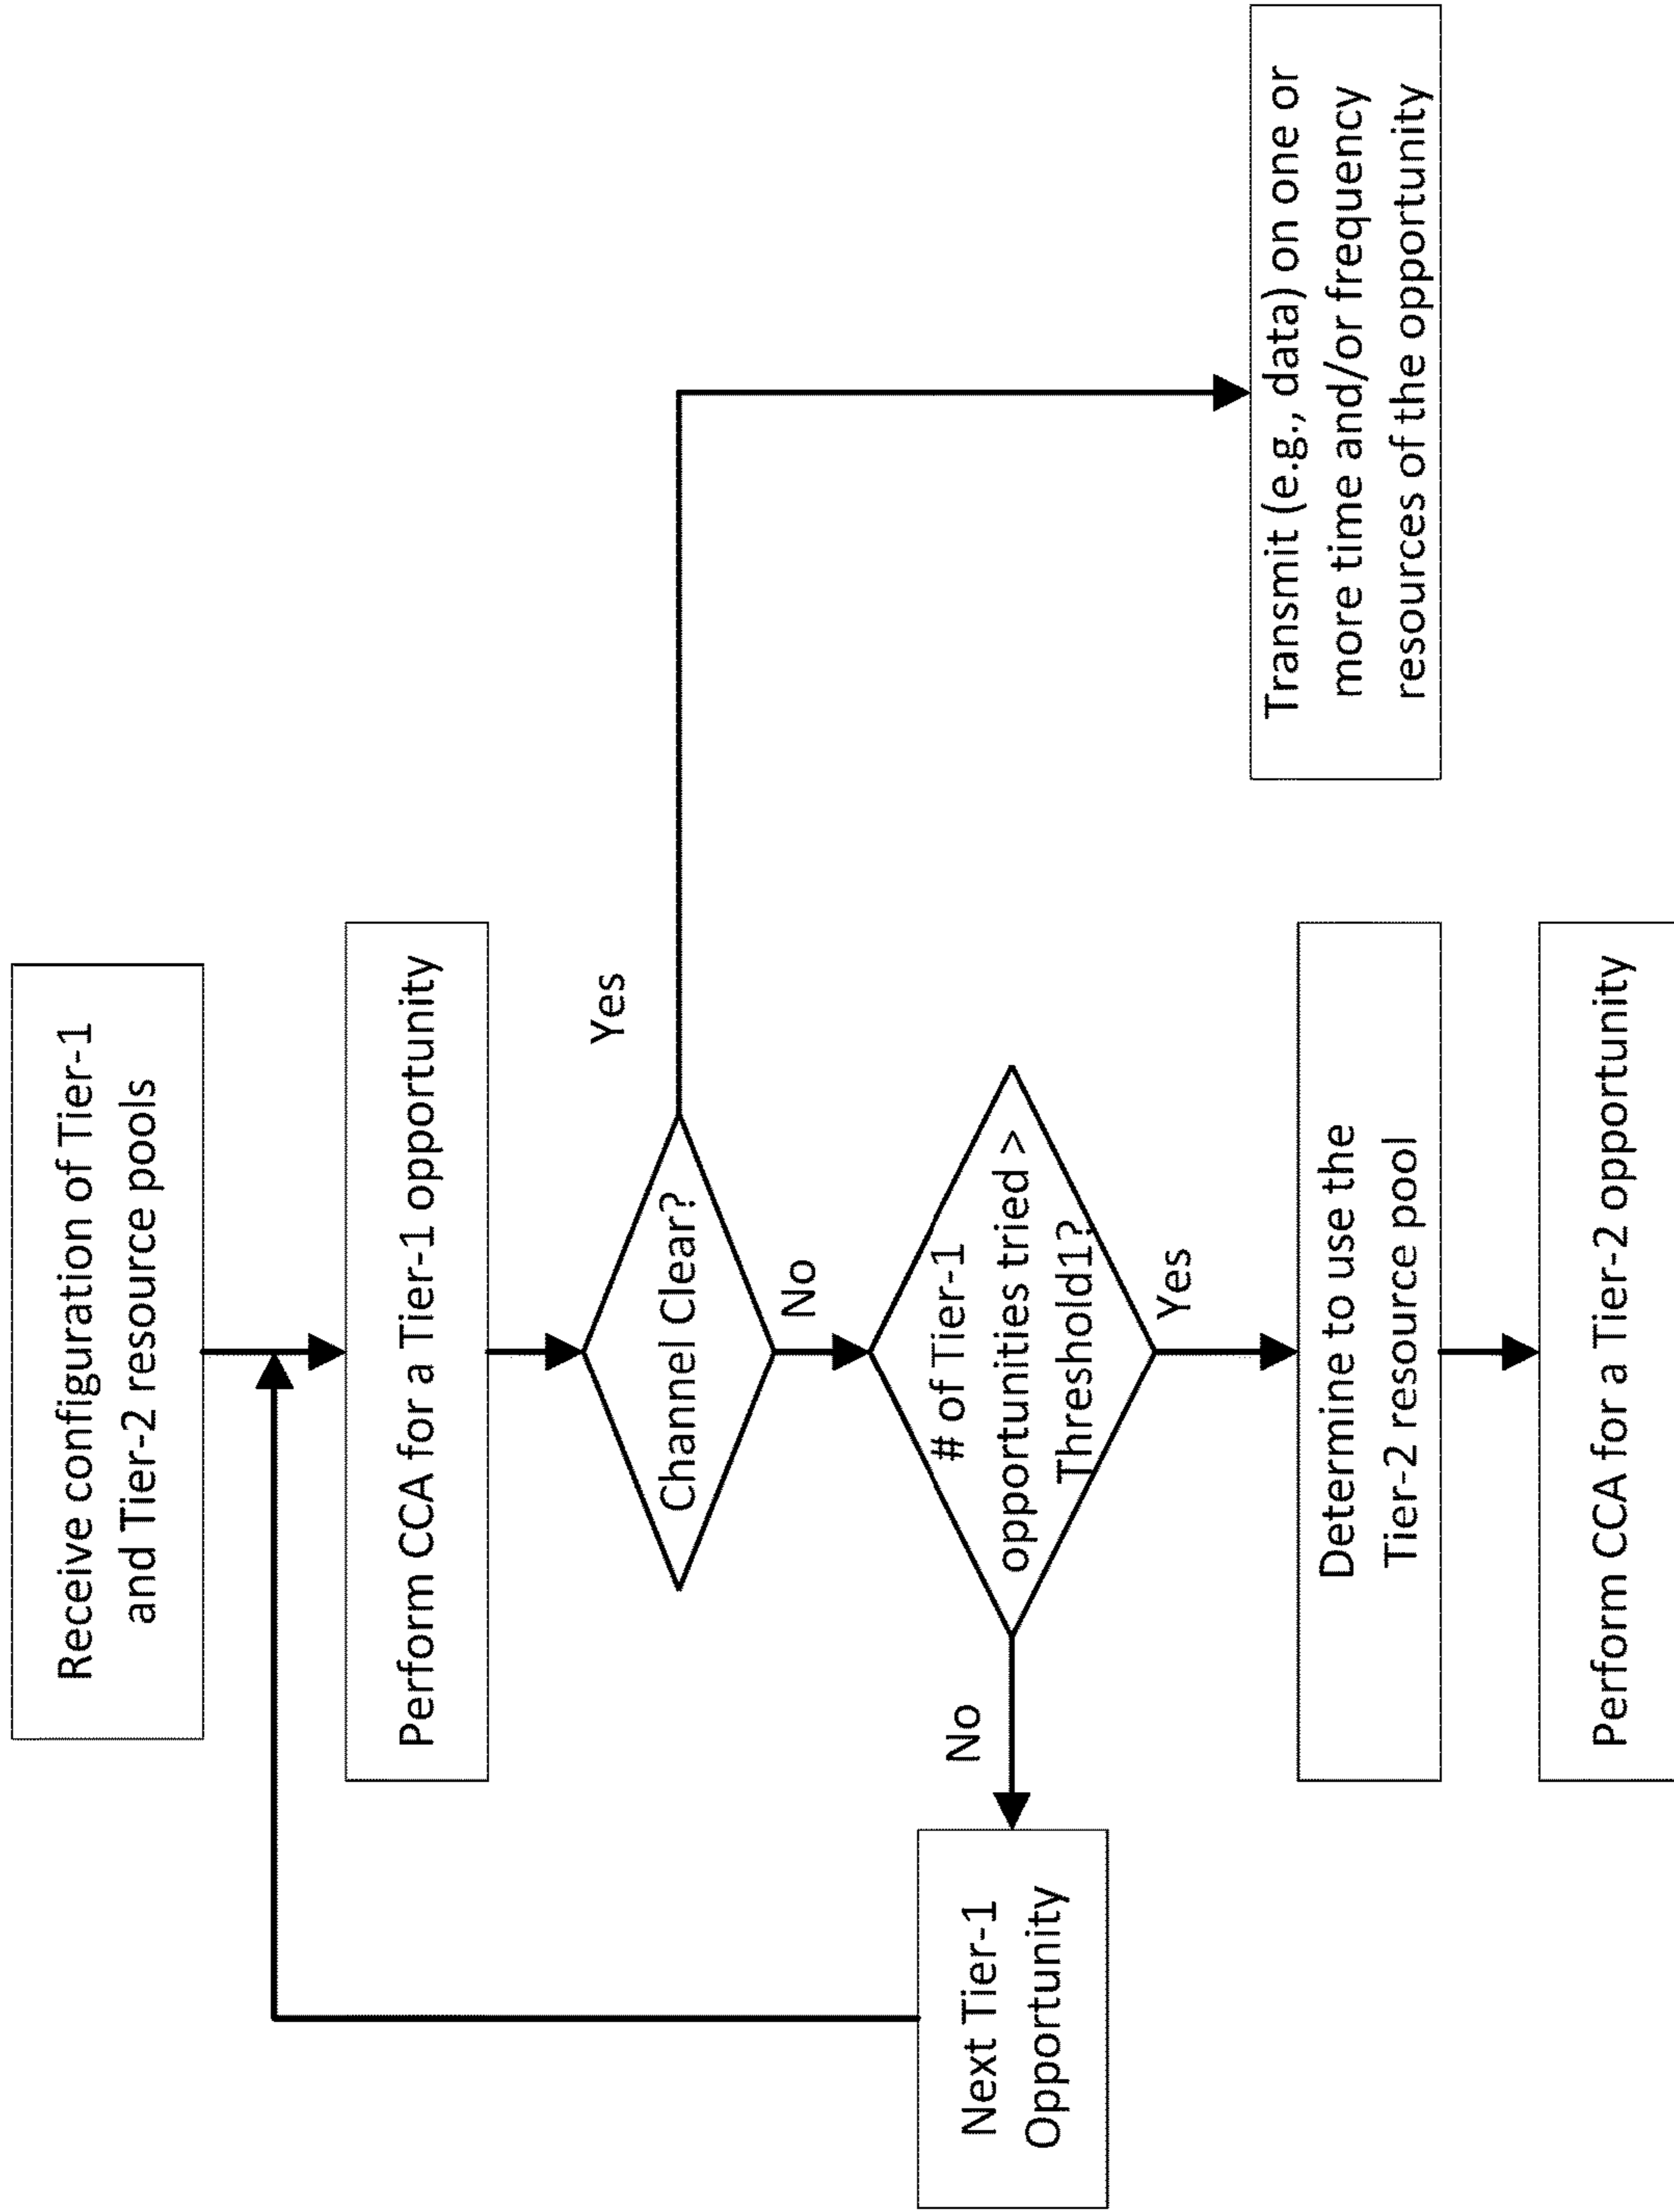 Receive configuration of Tier-1
and Tier-2 resource pools
Perform CCA for a Tier-1 opportunity
Channel Clear?
Yes
No
# of Tier-1
opportunities tried >
Threshold1?
No
Yes
Next Tier-1
Opportunity
Determine to use the
Tier-2 resource pool
Perform CCA for a Tier-2 opportunity
Transmit (e.g., data) on one or
more time and/or frequency
resources of the opportunity